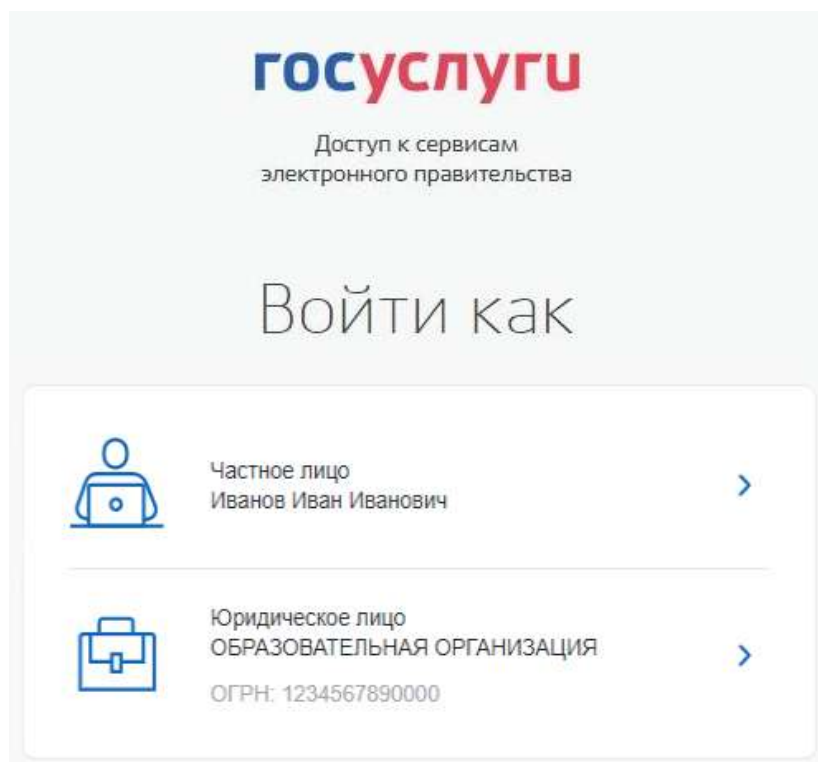 госуслуги
Доступ к сервисам
электронного правительства
Войти как
Частное лицо
Иванов Иван Иванович
Юридическое лицо
ОБРАЗОВАТЕЛЬНАЯ ОРГАНИЗАЦИЯ
ОГРН: 1234567890000